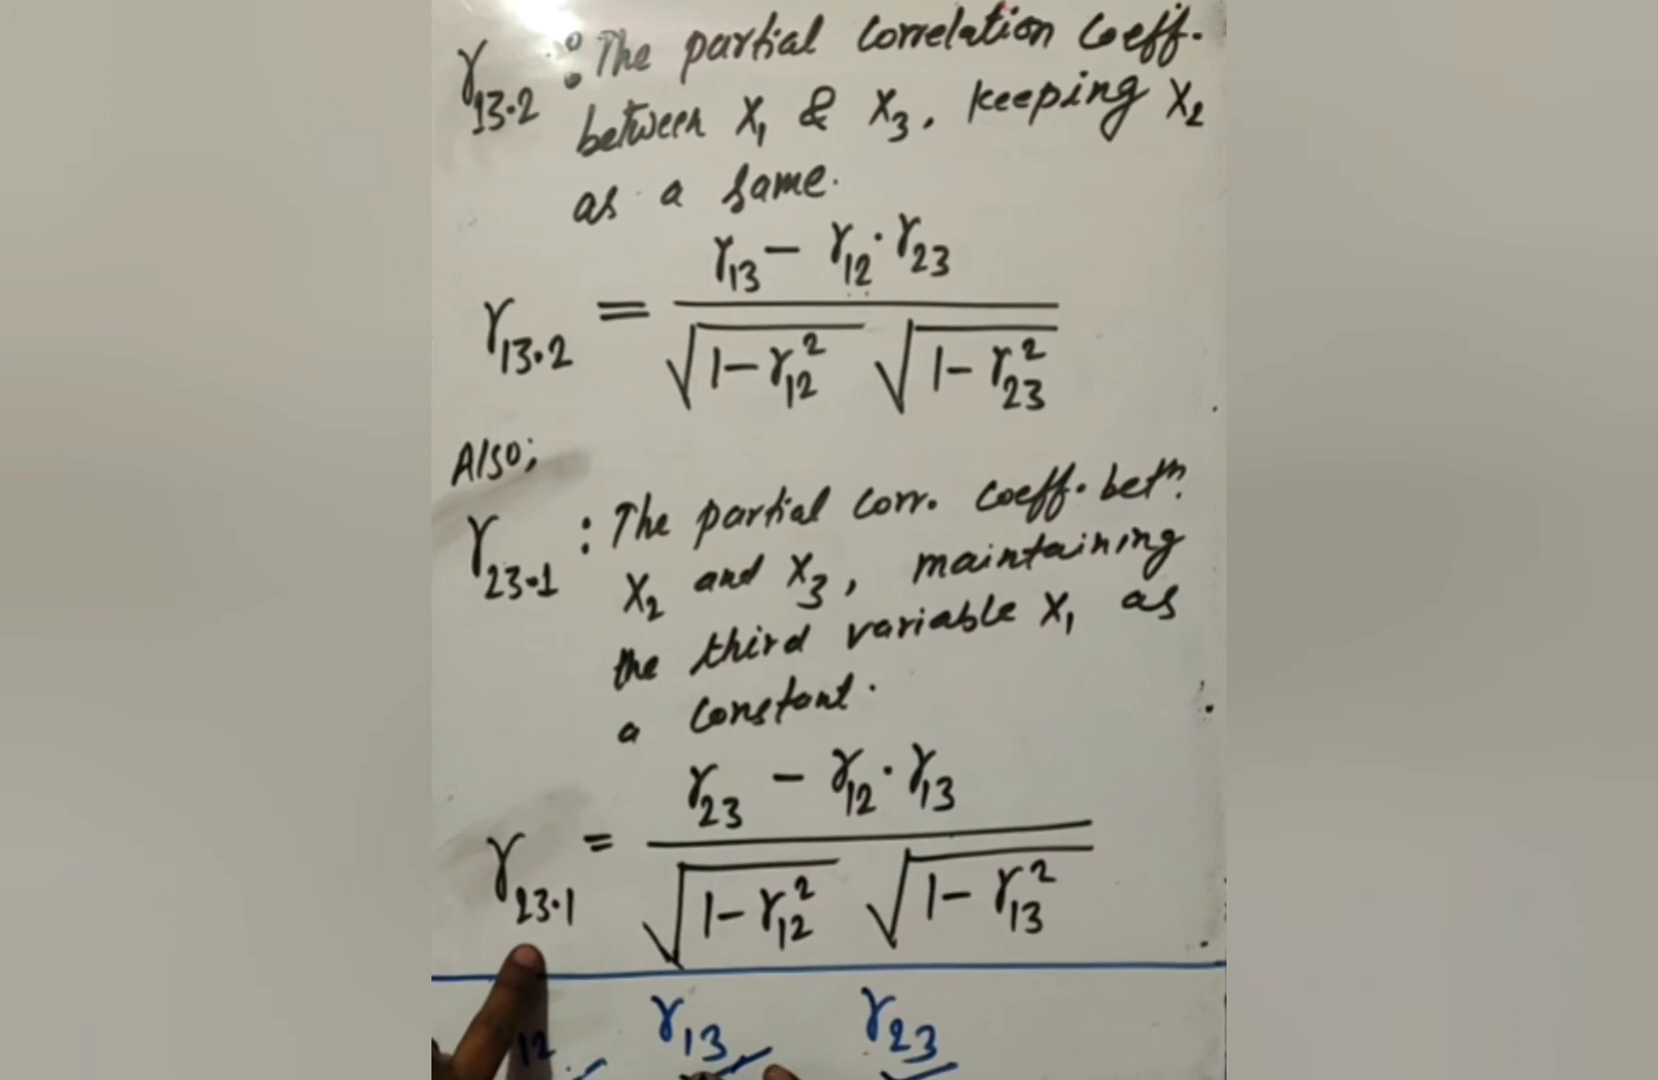 γ13.2 : The partial correlation coeff.
between X₁ & X₃, keeping X₂
as a same.
γ13.2 = (γ13 − γ12 · γ23) / (√(1 − γ12²) √(1 − γ23²))
Also;
γ23.1 : The partial corr. coeff. betⁿ.
X₂ and X₃, maintaining
the third variable X₁ as
a constant.
γ23.1 = (γ23 − γ12 · γ13) / (√(1 − γ12²) √(1 − γ13²))
12 γ13 γ23